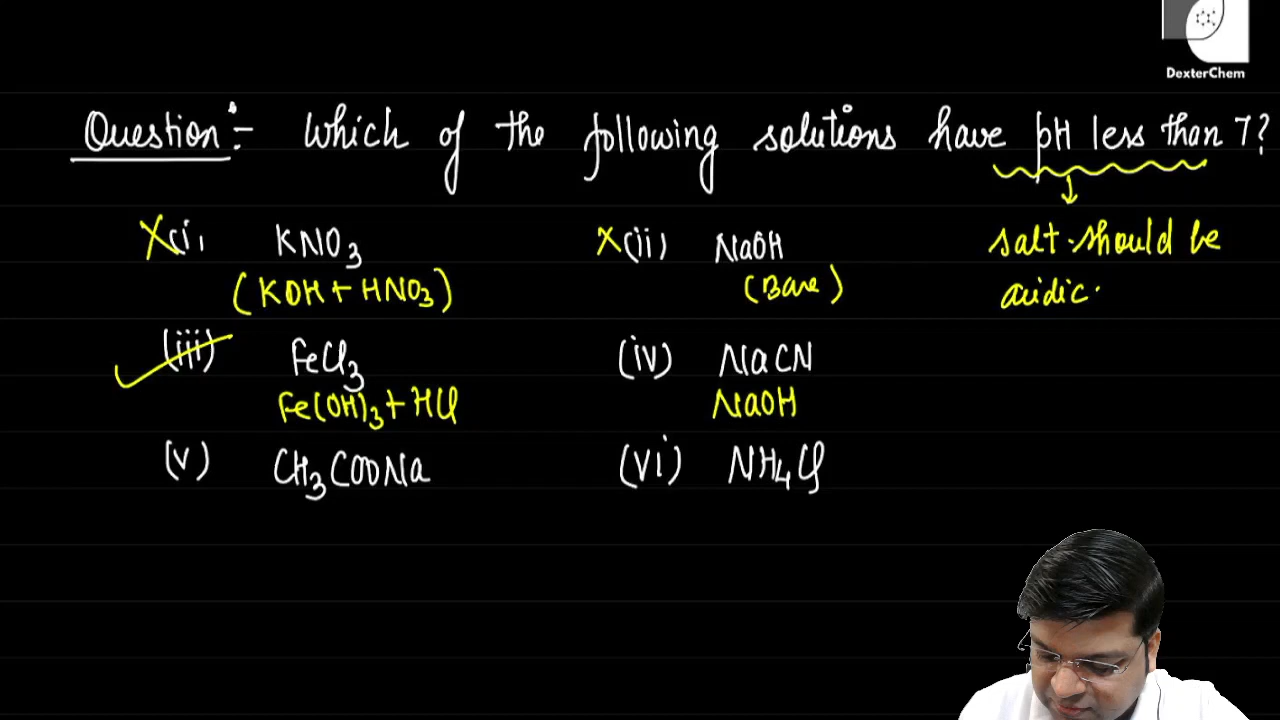 DexterChem
Question:- Which of the following solutions have pH less than 7?
X(i) KNO3 X(ii) NaOH salt should be
(KOH + HNO3) (Base) acidic.
(iii) FeCl3 (iv) NaCN
Fe(OH)3 + HCl NaOH
(v) CH3COONa (vi) NH4Cl